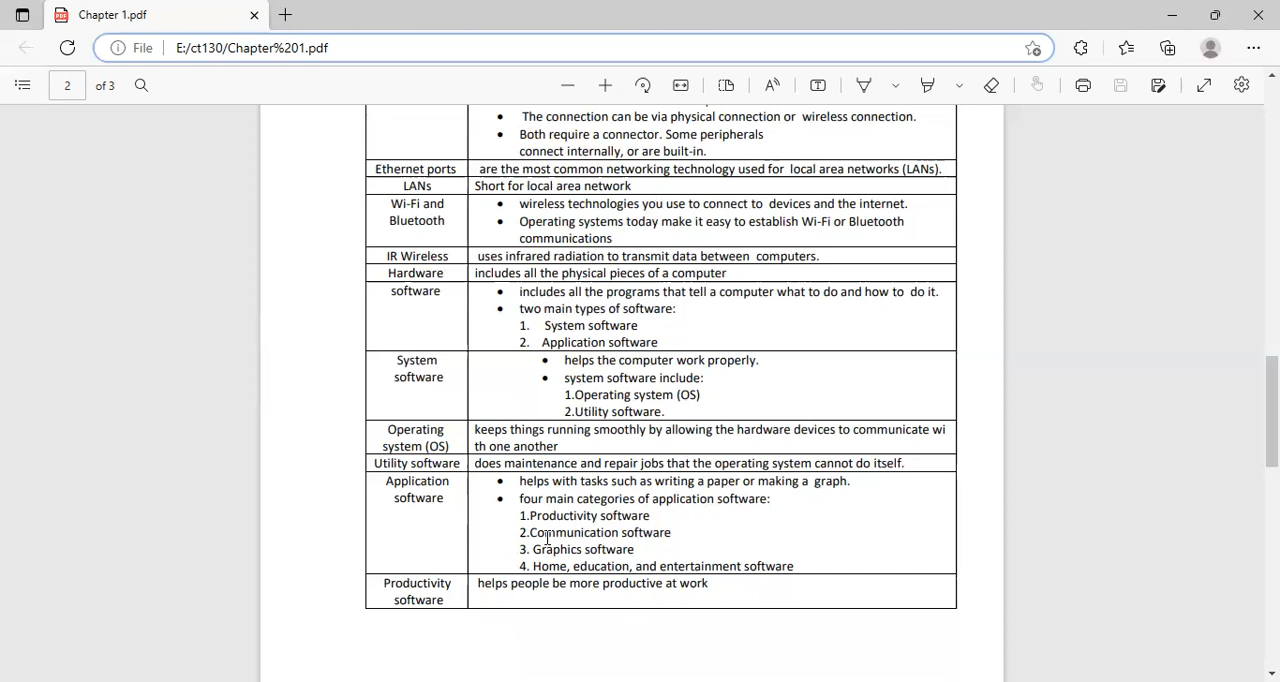 Chapter 1.pdf
File
E:/ct130/Chapter%201.pdf
2
of 3
• The connection can be via physical connection or wireless connection.
• Both require a connector. Some peripherals
connect internally, or are built-in.
Ethernet ports
are the most common networking technology used for local area networks (LANs).
LANs
Short for local area network
Wi-Fi and
Bluetooth
• wireless technologies you use to connect to devices and the internet.
• Operating systems today make it easy to establish Wi-Fi or Bluetooth
communications
IR Wireless
uses infrared radiation to transmit data between computers.
Hardware
includes all the physical pieces of a computer
software
• includes all the programs that tell a computer what to do and how to do it.
• two main types of software:
1. System software
2. Application software
System
software
• helps the computer work properly.
• system software include:
1.Operating system (OS)
2.Utility software.
Operating
system (OS)
keeps things running smoothly by allowing the hardware devices to communicate wi
th one another
Utility software
does maintenance and repair jobs that the operating system cannot do itself.
Application
software
• helps with tasks such as writing a paper or making a graph.
• four main categories of application software:
1.Productivity software
2.Communication software
3. Graphics software
4. Home, education, and entertainment software
Productivity
software
helps people be more productive at work